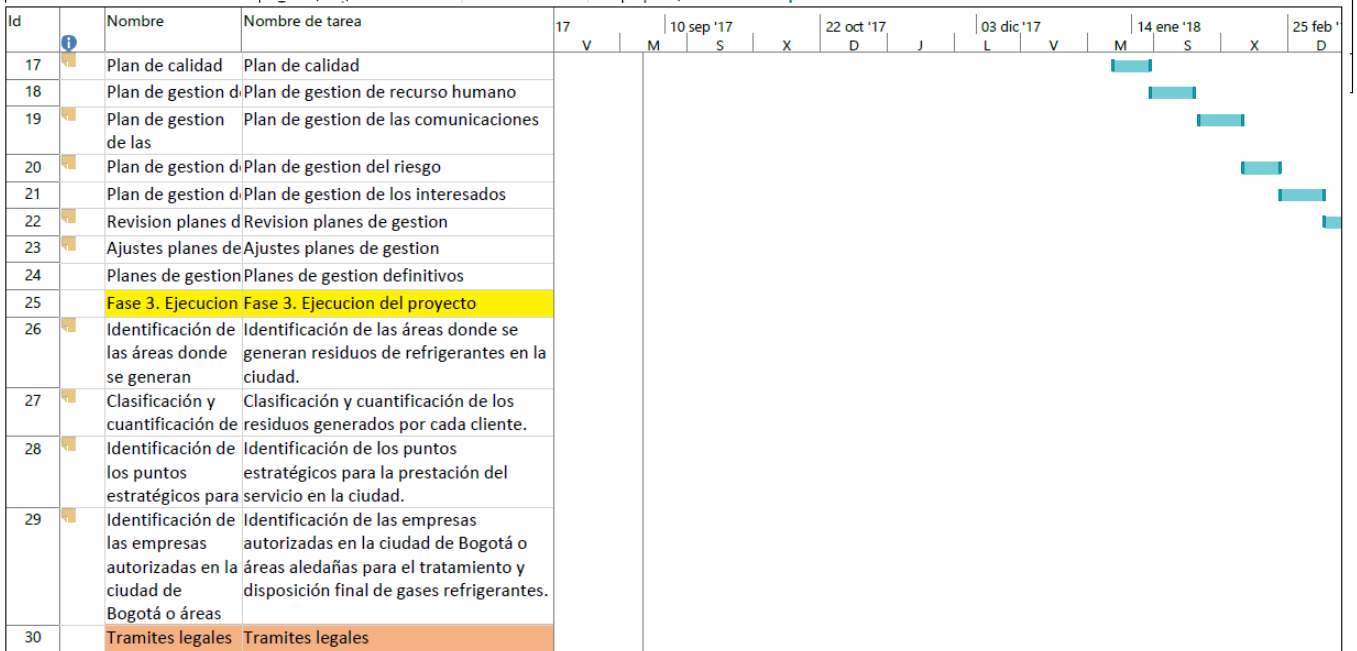 Id Nombre Nombre de tarea 17 10 sep '17 22 oct '17 03 dic '17 14 ene '18 25 feb '
V M S X D J L V M S X D
17 Plan de calidad Plan de calidad
18 Plan de gestion d Plan de gestion de recurso humano
19 Plan de gestion Plan de gestion de las comunicaciones
de las
20 Plan de gestion d Plan de gestion del riesgo
21 Plan de gestion d Plan de gestion de los interesados
22 Revision planes d Revision planes de gestion
23 Ajustes planes de Ajustes planes de gestion
24 Planes de gestion Planes de gestion definitivos
25 Fase 3. Ejecucion Fase 3. Ejecucion del proyecto
26 Identificación de Identificación de las áreas donde se
las áreas donde generan residuos de refrigerantes en la
se generan ciudad.
27 Clasificación y Clasificación y cuantificación de los
cuantificación de residuos generados por cada cliente.
28 Identificación de Identificación de los puntos
los puntos estratégicos para la prestación del
estratégicos para servicio en la ciudad.
29 Identificación de Identificación de las empresas
las empresas autorizadas en la ciudad de Bogotá o
autorizadas en la áreas aledañas para el tratamiento y
ciudad de disposición final de gases refrigerantes.
Bogotá o áreas
30 Tramites legales Tramites legales